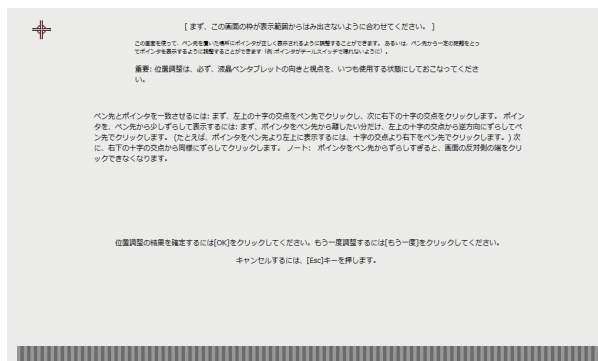 [ まず、この画面の枠が表示範囲からはみ出さないように合わせてください。 ]
この画面を使って、ペン先を置いた場所にポインタが正しく表示されるように調整することができます。 あるいは、ペン先から一定の距離をとっ
てポインタを表示するように調整することができます（例:ポインタがテールスイッチで隠れないように）。
重要: 位置調整は、必ず、液晶ペンタブレットの向きと視点を、いつも使用する状態にしておこなってくださ
い。
ペン先とポインタを一致させるには: まず、左上の十字の交点をペン先でクリックし、次に右下の十字の交点をクリックします。 ポイン
タを、ペン先から少しずらして表示するには: まず、ポインタをペン先から離したい分だけ、左上の十字の交点から逆方向にずらしてペ
ン先でクリックします。 (たとえば、ポインタをペン先より左上に表示するには、十字の交点より右下をペン先でクリックします。) 次
に、右下の十字の交点から同様にずらしてクリックします。 ノート: ポインタをペン先からずらしすぎると、画面の反対側の端をクリ
ックできなくなります。
位置調整の結果を確定するには[OK]をクリックしてください。もう一度調整するには[もう一度]をクリックしてください。
キャンセルするには、[Esc]キーを押します。